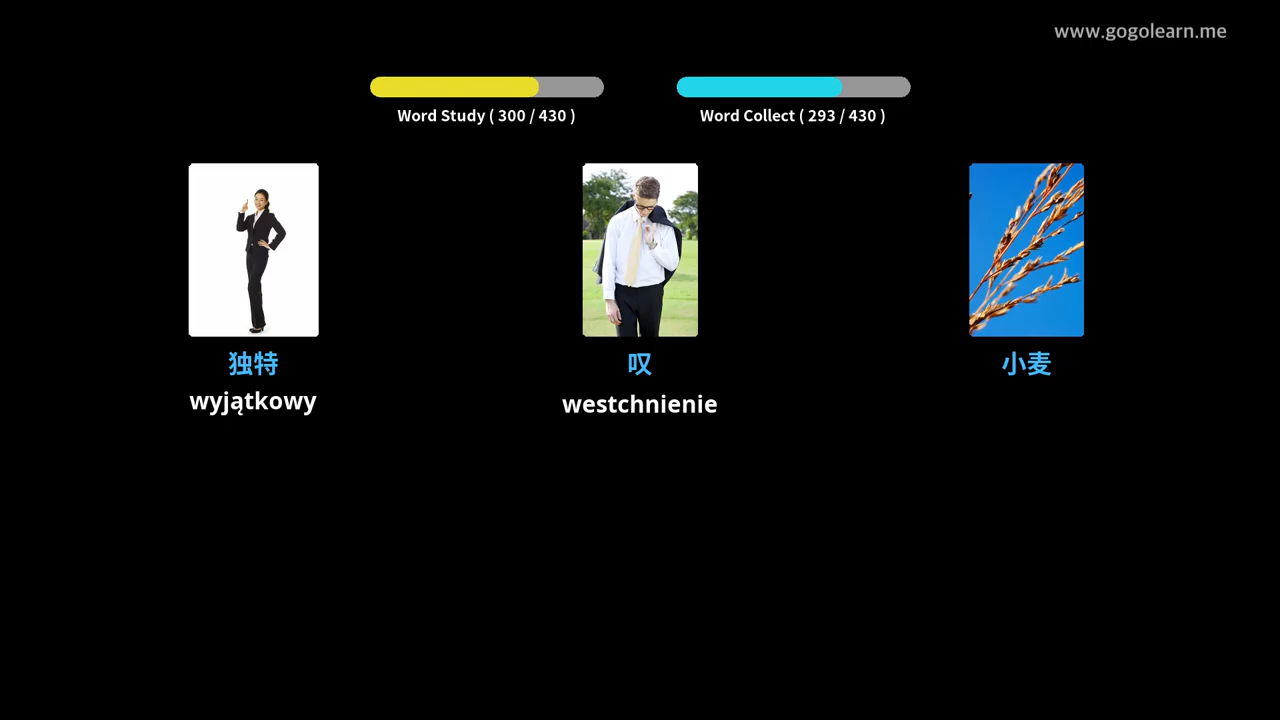 www.gogolearn.me
Word Study ( 300 / 430 )
Word Collect ( 293 / 430 )
独特
叹
小麦
wyjątkowy
westchnienie